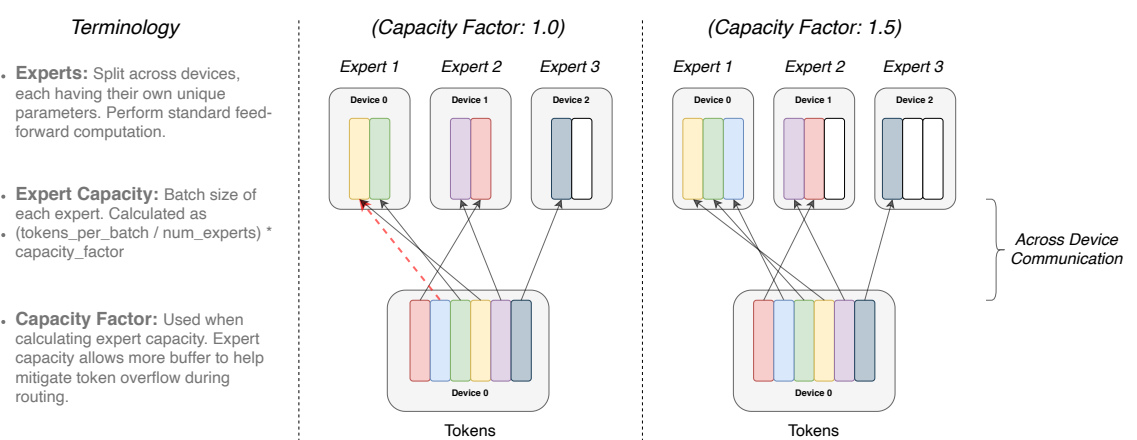 Terminology
• Experts: Split across devices,
each having their own unique
parameters. Perform standard feed-
forward computation.
• Expert Capacity: Batch size of
each expert. Calculated as
• (tokens_per_batch / num_experts) *
capacity_factor
• Capacity Factor: Used when
calculating expert capacity. Expert
capacity allows more buffer to help
mitigate token overflow during
routing.
(Capacity Factor: 1.0)
Expert 1 Expert 2 Expert 3
Device 0 Device 1 Device 2
Device 0
Tokens
(Capacity Factor: 1.5)
Expert 1 Expert 2 Expert 3
Device 0 Device 1 Device 2
Device 0
Tokens
Across Device
Communication